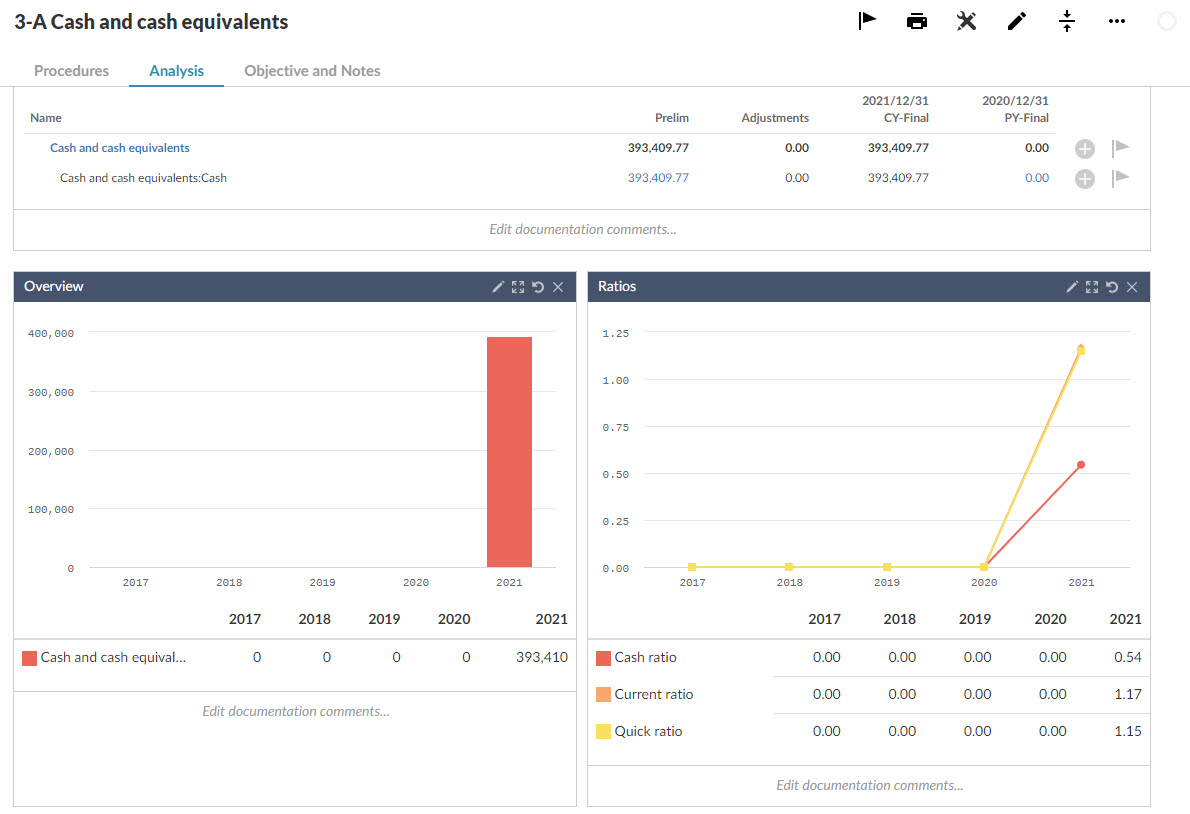 3-A Cash and cash equivalents
Procedures Analysis Objective and Notes
2021/12/31 2020/12/31
Name Prelim Adjustments CY-Final PY-Final
Cash and cash equivalents 393,409.77 0.00 393,409.77 0.00
Cash and cash equivalents:Cash 393,409.77 0.00 393,409.77 0.00
Edit documentation comments...
Overview
400,000
300,000
200,000
100,000
0
2017 2018 2019 2020 2021
2017 2018 2019 2020 2021
Cash and cash equival... 0 0 0 0 393,410
Edit documentation comments...
Ratios
1.25
1.00
0.75
0.50
0.25
0.00
2017 2018 2019 2020 2021
2017 2018 2019 2020 2021
Cash ratio 0.00 0.00 0.00 0.00 0.54
Current ratio 0.00 0.00 0.00 0.00 1.17
Quick ratio 0.00 0.00 0.00 0.00 1.15
Edit documentation comments...